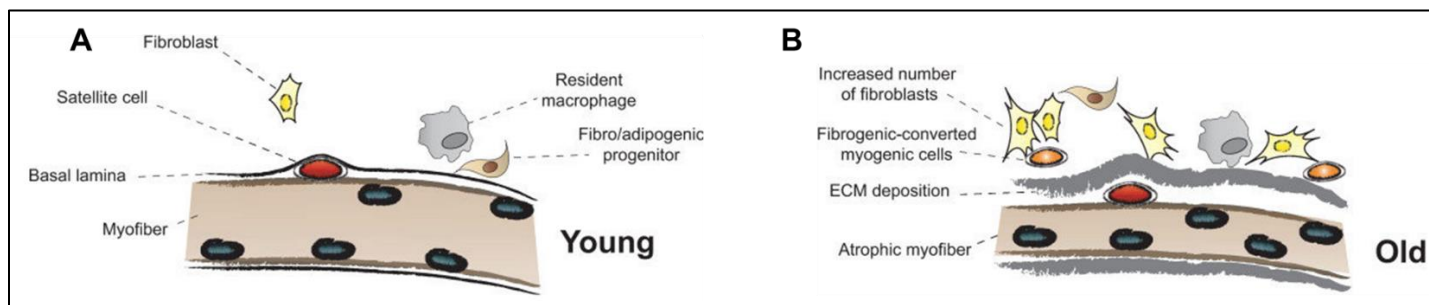 A
Fibroblast
Satellite cell
Basal lamina
Myofiber
Resident
macrophage
Fibro/adipogenic
progenitor
Young
B
Increased number
of fibroblasts
Fibrogenic-converted
myogenic cells
ECM deposition
Atrophic myofiber
Old